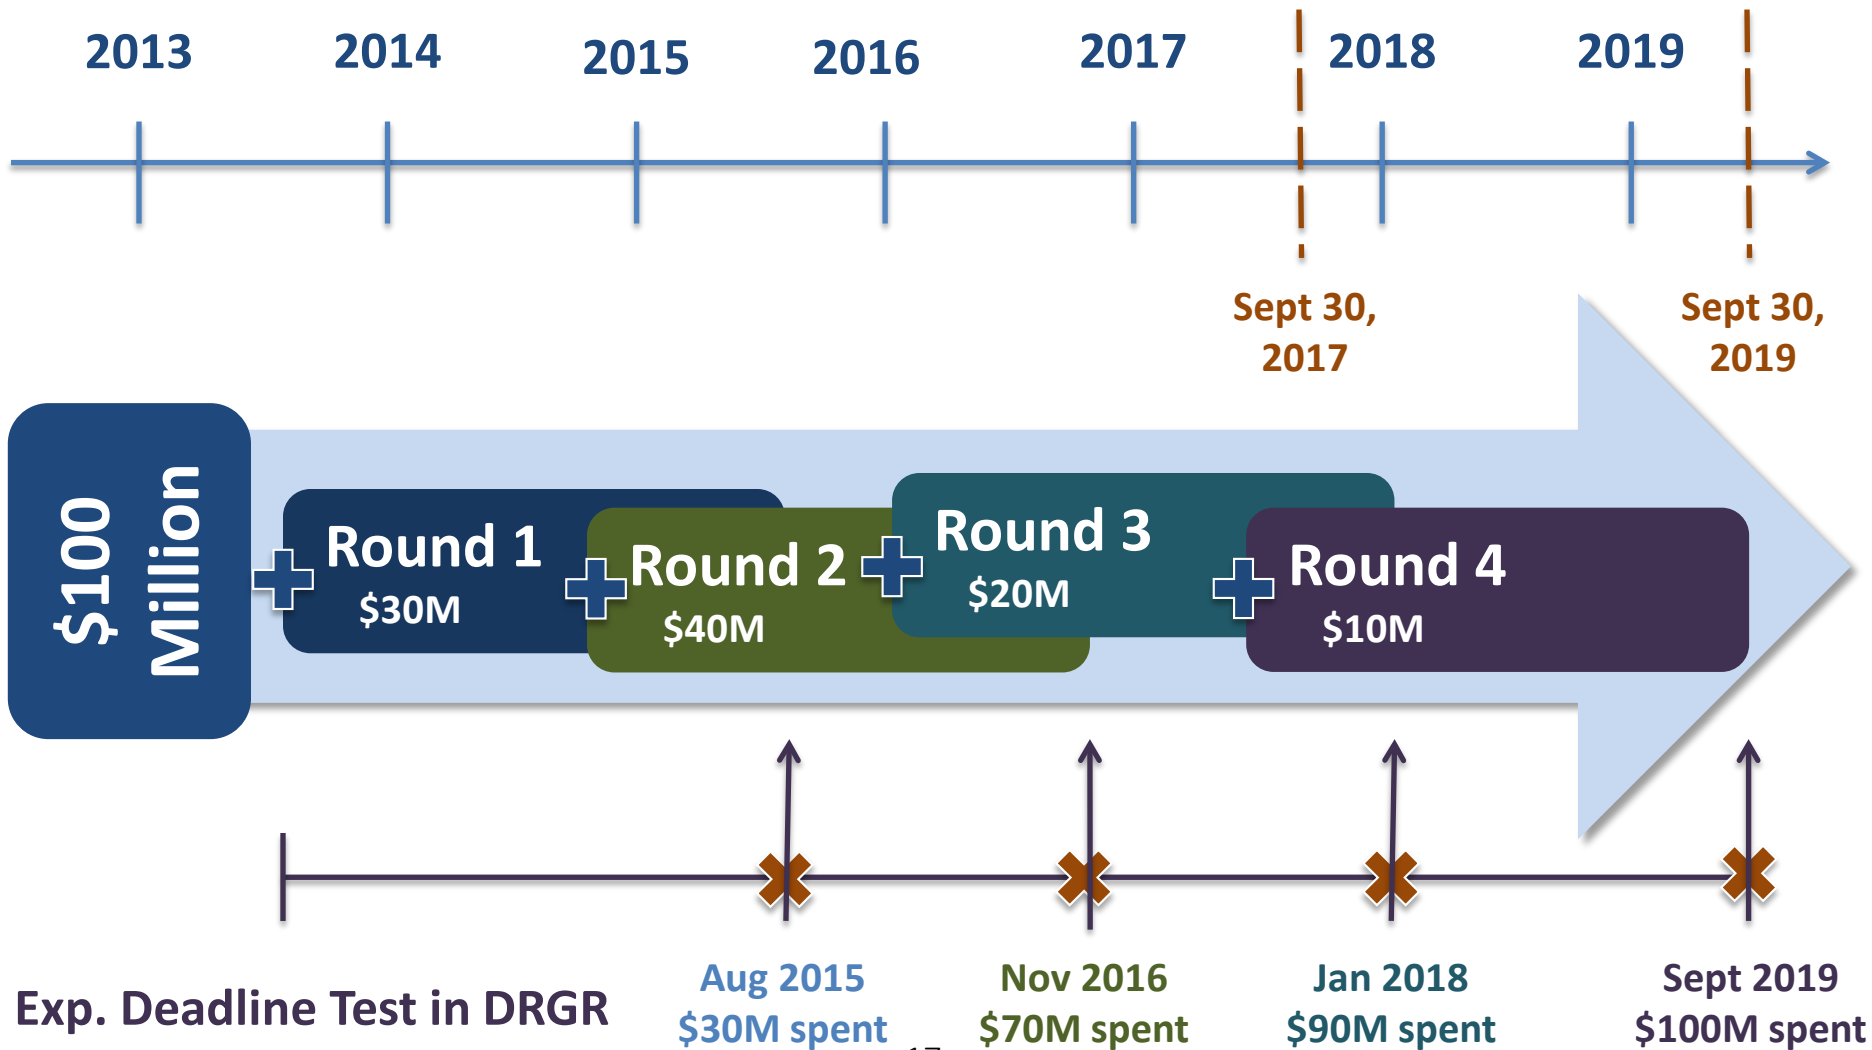 2013 2014 2015 2016 2017 2018 2019
Sept 30,
2017
Sept 30,
2019
$100
Million
Round 1
$30M
Round 2
$40M
Round 3
$20M
Round 4
$10M
Exp. Deadline Test in DRGR
Aug 2015
$30M spent
Nov 2016
$70M spent
Jan 2018
$90M spent
Sept 2019
$100M spent